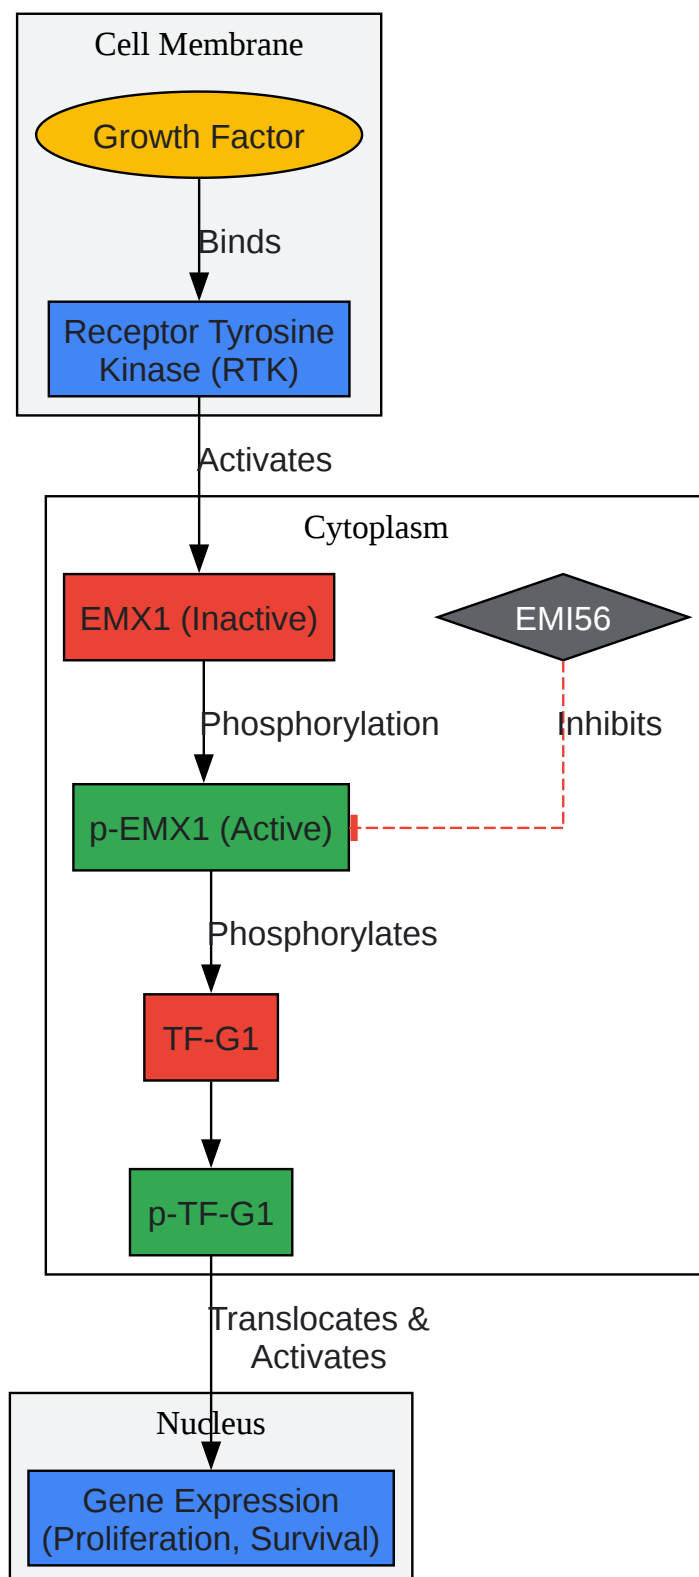 Cell Membrane
Growth Factor
Binds
Receptor Tyrosine
Kinase (RTK)
Activates
Cytoplasm
EMX1 (Inactive)
EMI56
Phosphorylation
Inhibits
p-EMX1 (Active)
Phosphorylates
TF-G1
p-TF-G1
Translocates &
Activates
Nucleus
Gene Expression
(Proliferation, Survival)